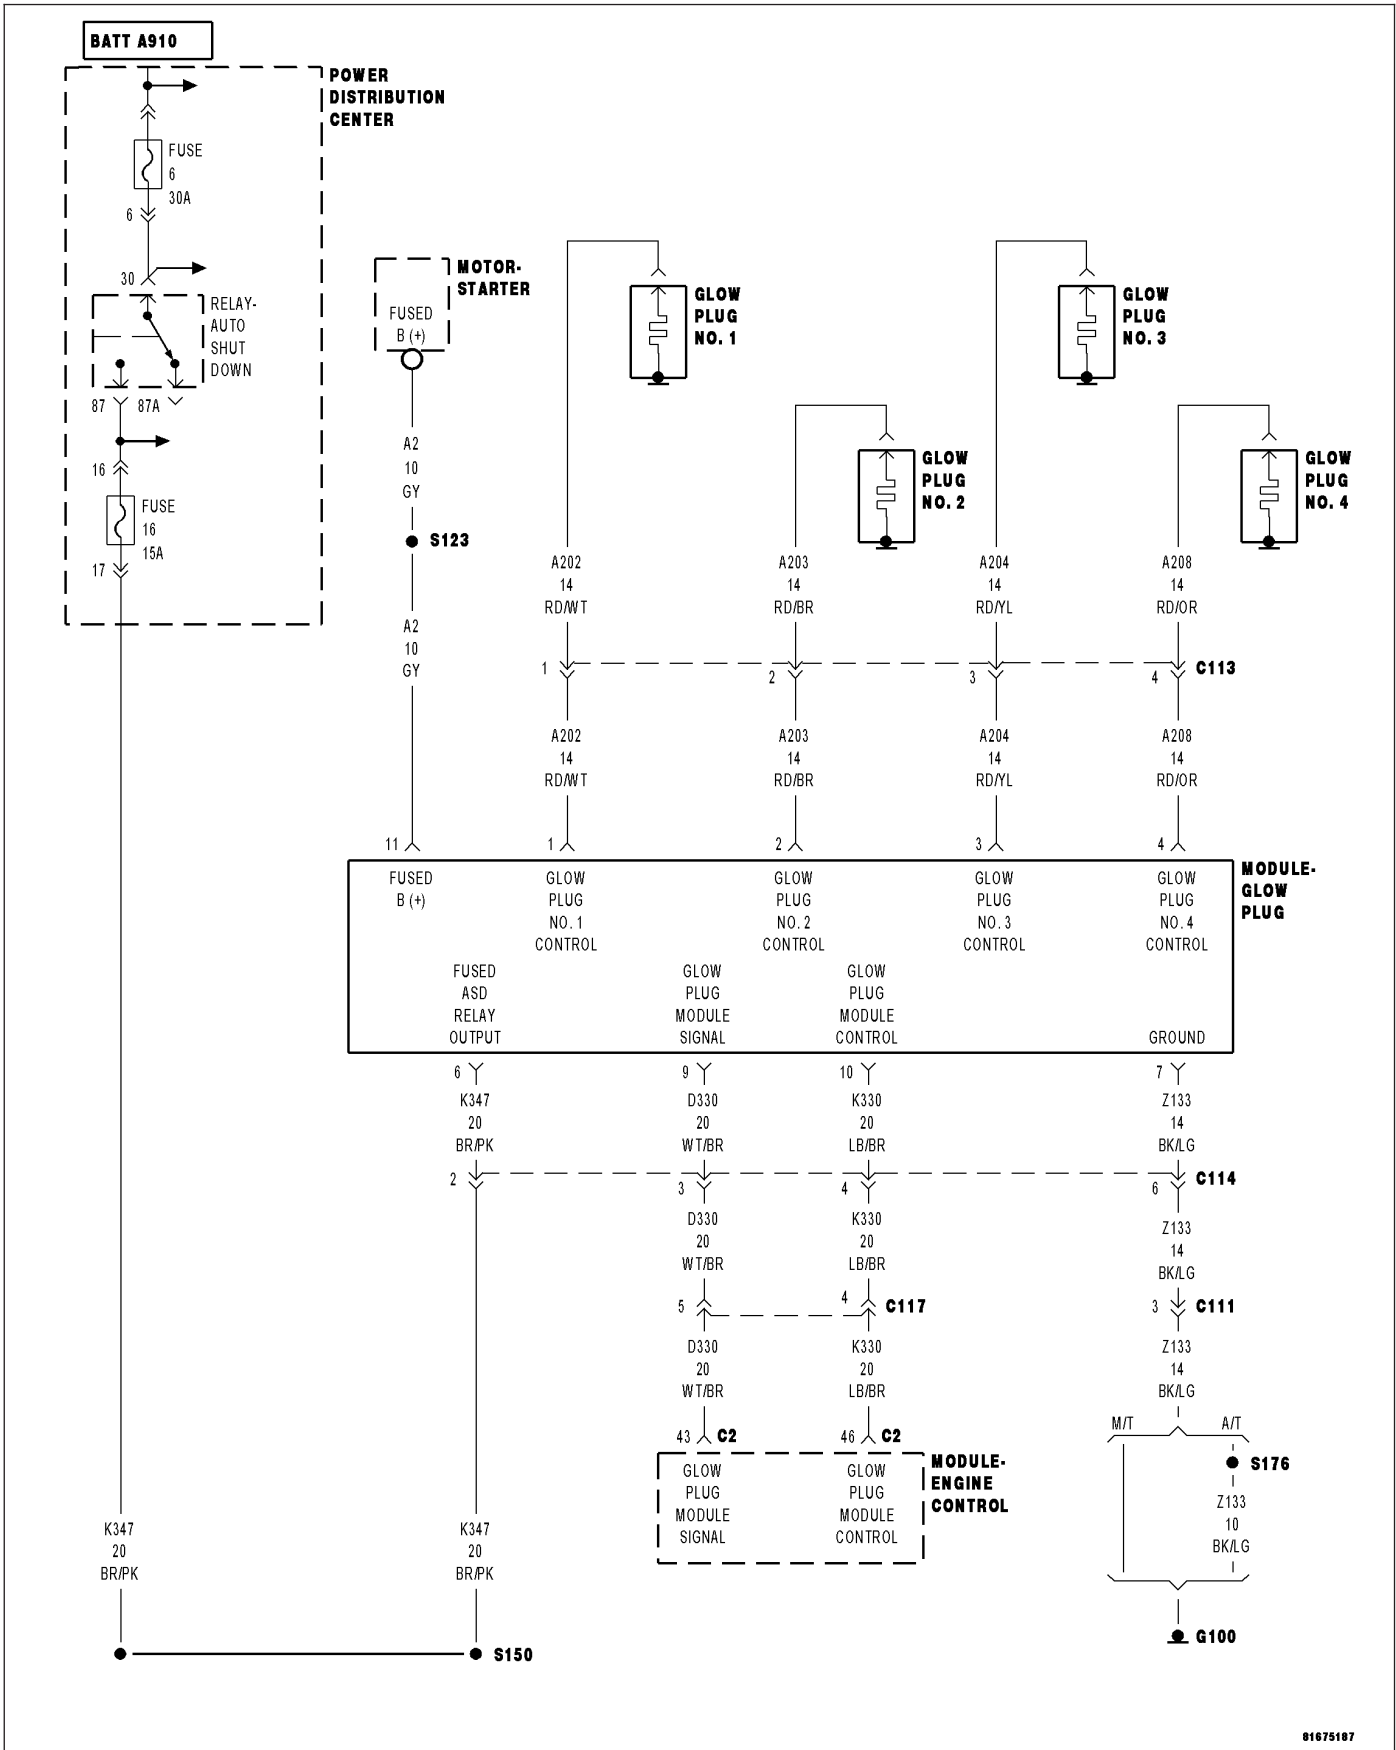 BATT A910
POWER
DISTRIBUTION
CENTER
FUSE
6
30A
6
30
RELAY-
AUTO
SHUT
DOWN
87
87A
16
FUSE
16
15A
17
MOTOR-
STARTER
FUSED
B (+)
A2
10
GY
S123
A2
10
GY
GLOW
PLUG
NO. 1
GLOW
PLUG
NO. 2
GLOW
PLUG
NO. 3
GLOW
PLUG
NO. 4
A202
14
RD/WT
A203
14
RD/BR
A204
14
RD/YL
A208
14
RD/OR
1
2
3
4
C113
A202
14
RD/WT
A203
14
RD/BR
A204
14
RD/YL
A208
14
RD/OR
11
1
2
3
4
MODULE-
GLOW
PLUG
FUSED
B (+)
GLOW
PLUG
NO. 1
CONTROL
GLOW
PLUG
NO. 2
CONTROL
GLOW
PLUG
NO. 3
CONTROL
GLOW
PLUG
NO. 4
CONTROL
FUSED
ASD
RELAY
OUTPUT
GLOW
PLUG
MODULE
SIGNAL
GLOW
PLUG
MODULE
CONTROL
GROUND
6
9
10
7
K347
20
BR/PK
D330
20
WT/BR
K330
20
LB/BR
Z133
14
BK/LG
2
3
4
6
C114
D330
20
WT/BR
K330
20
LB/BR
Z133
14
BK/LG
5
4
C117
3
C111
D330
20
WT/BR
K330
20
LB/BR
Z133
14
BK/LG
43
C2
46
C2
MODULE-
ENGINE
CONTROL
GLOW
PLUG
MODULE
SIGNAL
GLOW
PLUG
MODULE
CONTROL
M/T
A/T
S176
Z133
10
BK/LG
G100
K347
20
BR/PK
K347
20
BR/PK
S150
81675187